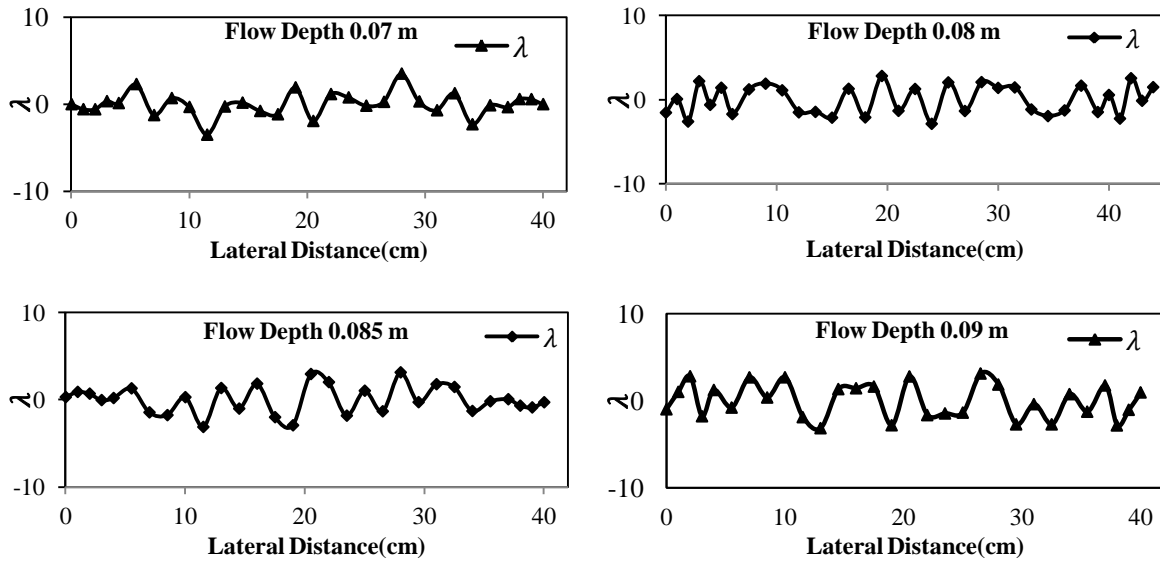 10
Flow Depth 0.07 m
λ
λ
0
-10
0 10 20 30 40
Lateral Distance(cm)
10
Flow Depth 0.08 m
λ
λ
0
-10
0 10 20 30 40
Lateral Distance(cm)
10
Flow Depth 0.085 m
λ
λ
0
-10
0 10 20 30 40
Lateral Distance(cm)
10
Flow Depth 0.09 m
λ
λ
0
-10
0 10 20 30 40
Lateral Distance(cm)